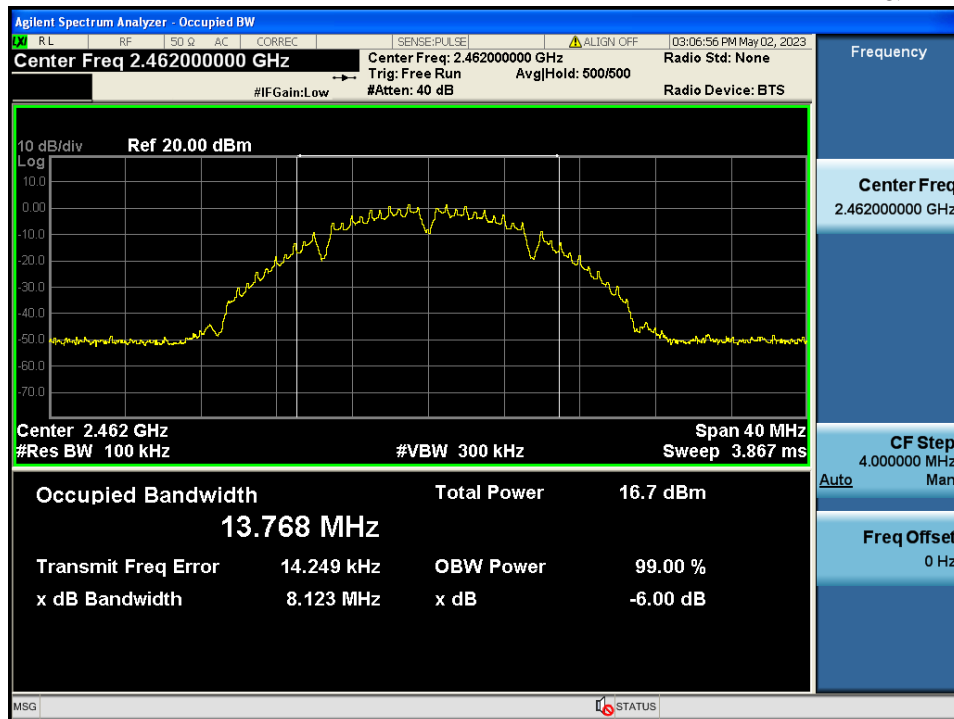 Agilent Spectrum Analyzer - Occupied BW
LXI RL RF 50 Ω AC CORREC SENSE:PULSE ALIGN OFF 03:06:56 PM May 02, 2023
Center Freq 2.462000000 GHz
#IFGain:Low
Center Freq: 2.462000000 GHz
Trig: Free Run Avg|Hold: 500/500
#Atten: 40 dB
Radio Std: None
Radio Device: BTS
10 dB/div Ref 20.00 dBm
Log
10.0
0.00
-10.0
-20.0
-30.0
-40.0
-50.0
-60.0
-70.0
Center 2.462 GHz Span 40 MHz
#Res BW 100 kHz #VBW 300 kHz Sweep 3.867 ms
Occupied Bandwidth Total Power 16.7 dBm
13.768 MHz
Transmit Freq Error 14.249 kHz OBW Power 99.00 %
x dB Bandwidth 8.123 MHz x dB -6.00 dB
Frequency
Center Freq
2.462000000 GHz
CF Step
4.000000 MHz
Auto Man
Freq Offset
0 Hz
MSG STATUS